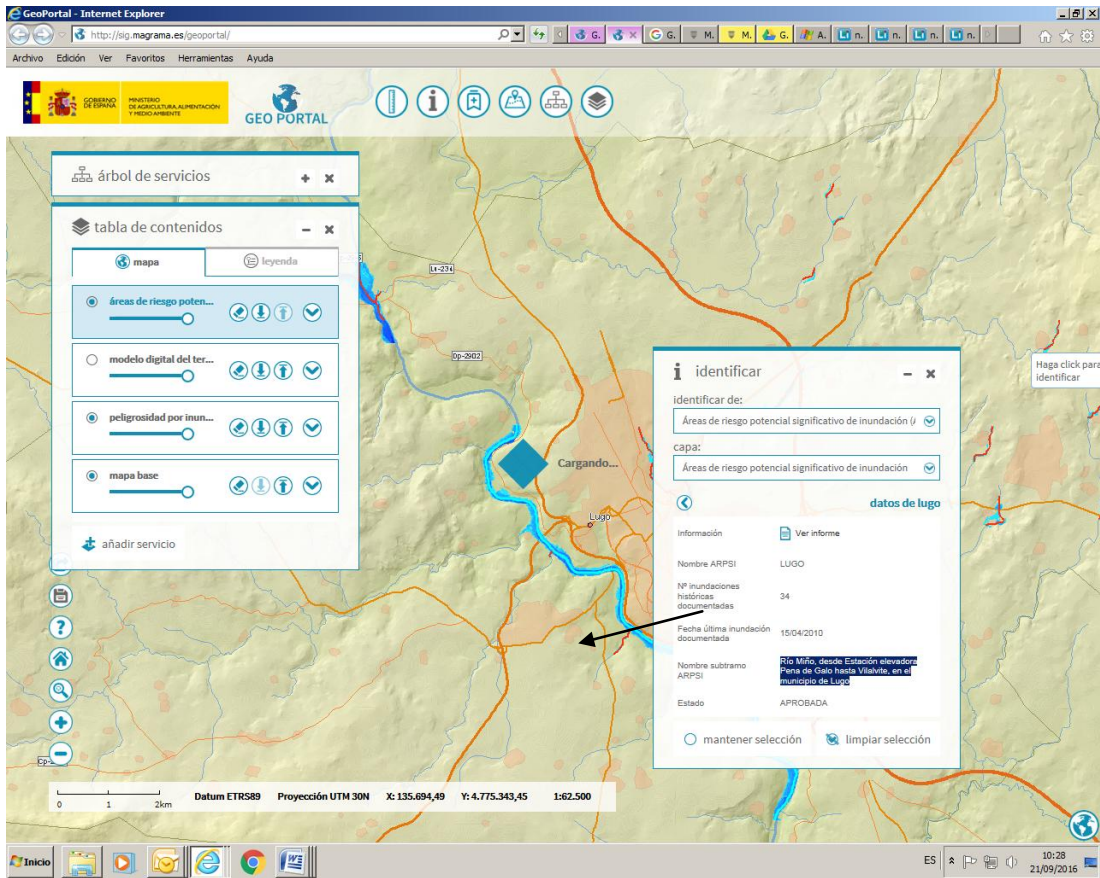 GeoPortal - Internet Explorer
http://sig.magrama.es/geoportal/
G.
G.
M.
M.
G.
A.
n.
n.
n.
n.
Archivo Edición Ver Favoritos Herramientas Ayuda
GOBIERNO DE ESPAÑA
MINISTERIO DE AGRICULTURA, ALIMENTACIÓN Y MEDIO AMBIENTE
GEO PORTAL
árbol de servicios
tabla de contenidos
mapa leyenda
áreas de riesgo poten...
modelo digital del ter...
peligrosidad por inun...
mapa base
añadir servicio
LU-234
Dp-2902
Cargando...
Lugo
identificar
identificar de:
Áreas de riesgo potencial significativo de inundación (
capa:
Áreas de riesgo potencial significativo de inundación
datos de lugo
Información Ver informe
Nombre ARPSI LUGO
Nº inundaciones
históricas 34
documentadas
Fecha última inundación
documentada 15/04/2010
Nombre subtramo
ARPSI
Río Miño, desde Estación elevadora
Pena de Galo hasta Vilalvite, en el
municipio de Lugo
Estado APROBADA
mantener selección limpiar selección
Haga click para
identificar
0 1 2km
Datum ETRS89 Proyección UTM 30N X: 135.694,49 Y: 4.775.343,45 1:62.500
Inicio
ES
10:28
21/09/2016